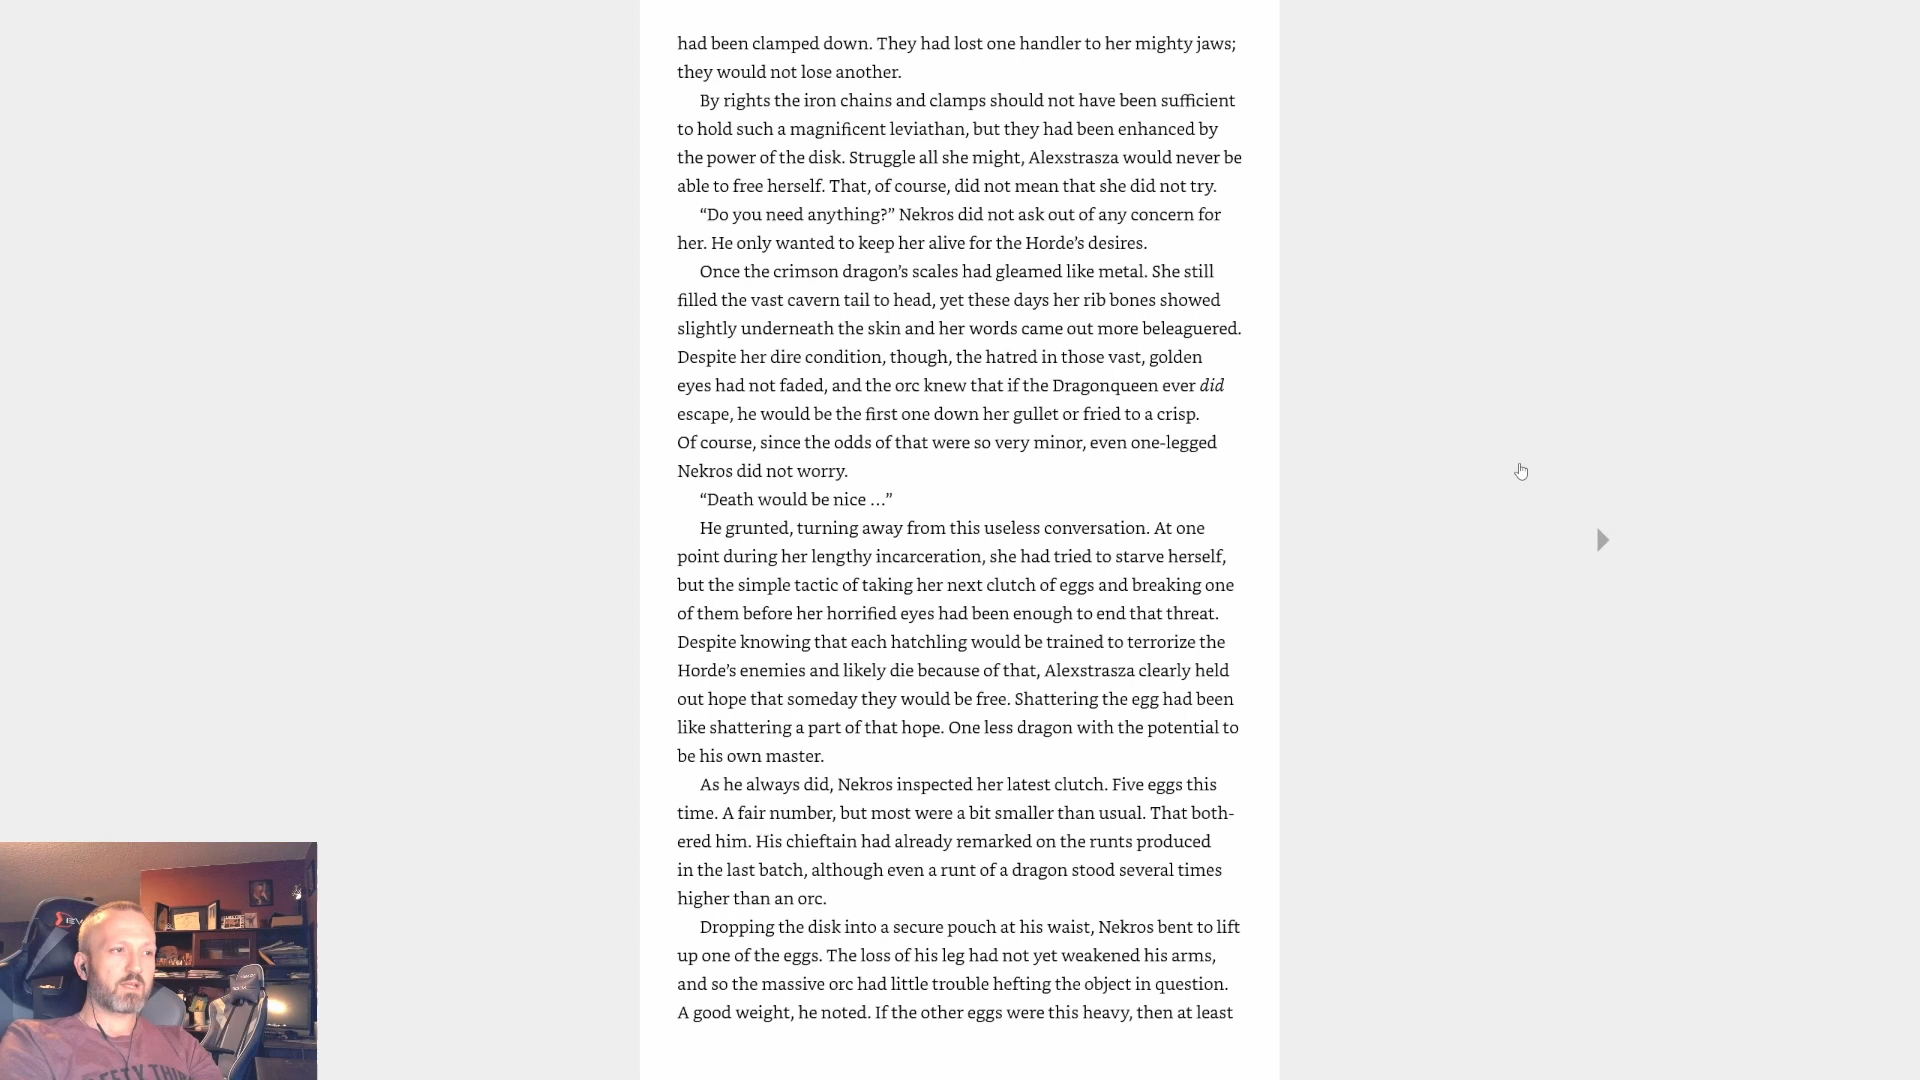 had been clamped down. They had lost one handler to her mighty jaws;
they would not lose another.
By rights the iron chains and clamps should not have been sufficient
to hold such a magnificent leviathan, but they had been enhanced by
the power of the disk. Struggle all she might, Alexstrasza would never be
able to free herself. That, of course, did not mean that she did not try.
“Do you need anything?” Nekros did not ask out of any concern for
her. He only wanted to keep her alive for the Horde’s desires.
Once the crimson dragon’s scales had gleamed like metal. She still
filled the vast cavern tail to head, yet these days her rib bones showed
slightly underneath the skin and her words came out more beleaguered.
Despite her dire condition, though, the hatred in those vast, golden
eyes had not faded, and the orc knew that if the Dragonqueen ever did
escape, he would be the first one down her gullet or fried to a crisp.
Of course, since the odds of that were so very minor, even one-legged
Nekros did not worry.
“Death would be nice …”
He grunted, turning away from this useless conversation. At one
point during her lengthy incarceration, she had tried to starve herself,
but the simple tactic of taking her next clutch of eggs and breaking one
of them before her horrified eyes had been enough to end that threat.
Despite knowing that each hatchling would be trained to terrorize the
Horde’s enemies and likely die because of that, Alexstrasza clearly held
out hope that someday they would be free. Shattering the egg had been
like shattering a part of that hope. One less dragon with the potential to
be his own master.
As he always did, Nekros inspected her latest clutch. Five eggs this
time. A fair number, but most were a bit smaller than usual. That both-
ered him. His chieftain had already remarked on the runts produced
in the last batch, although even a runt of a dragon stood several times
higher than an orc.
Dropping the disk into a secure pouch at his waist, Nekros bent to lift
up one of the eggs. The loss of his leg had not yet weakened his arms,
and so the massive orc had little trouble hefting the object in question.
A good weight, he noted. If the other eggs were this heavy, then at least